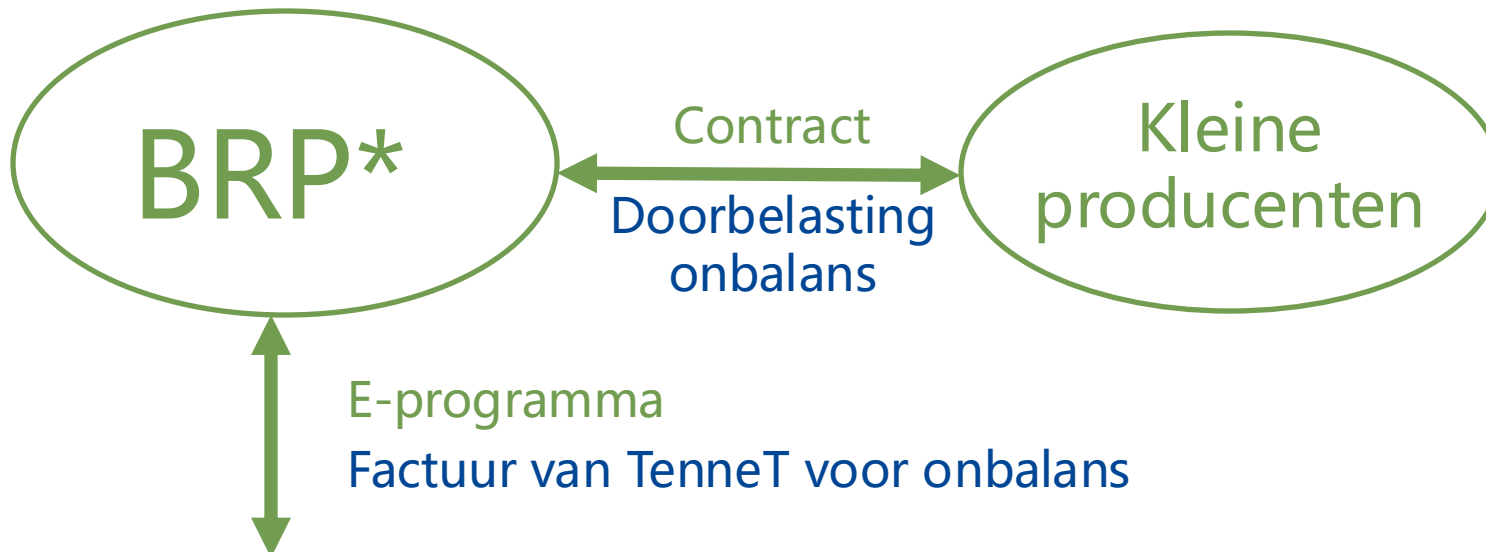 BRP*
Contract
Doorbelasting
onbalans
Kleine
producenten
E-programma
Factuur van TenneT voor onbalans